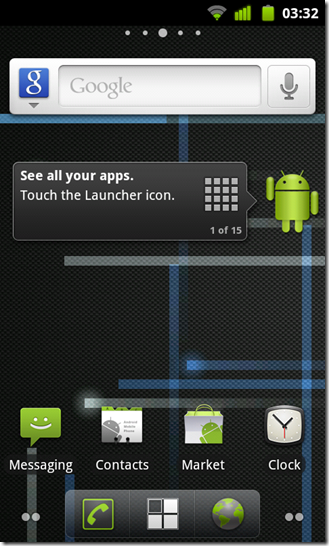 03:32
g Google
See all your apps.
Touch the Launcher icon.
1 of 15
Messaging Contacts Market Clock